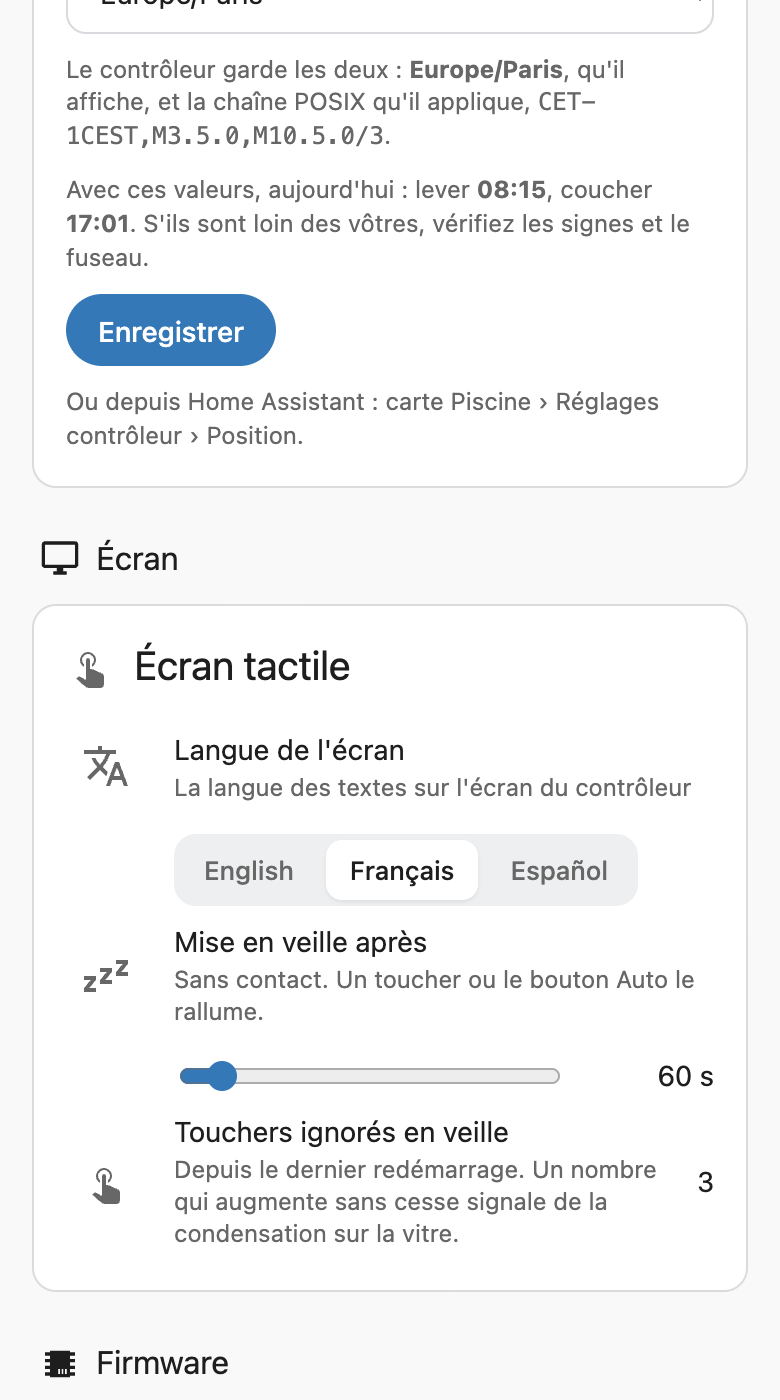 Europe/Paris
Le contrôleur garde les deux : Europe/Paris, qu'il
affiche, et la chaîne POSIX qu'il applique, CET-
1CEST,M3.5.0,M10.5.0/3.
Avec ces valeurs, aujourd'hui : lever 08:15, coucher
17:01. S'ils sont loin des vôtres, vérifiez les signes et le
fuseau.
Enregistrer
Ou depuis Home Assistant : carte Piscine › Réglages
contrôleur › Position.
Écran
Écran tactile
Langue de l'écran
La langue des textes sur l'écran du contrôleur
English Français Español
Mise en veille après
Sans contact. Un toucher ou le bouton Auto le
rallume.
60 s
Touchers ignorés en veille
Depuis le dernier redémarrage. Un nombre
qui augmente sans cesse signale de la
condensation sur la vitre.
3
Firmware